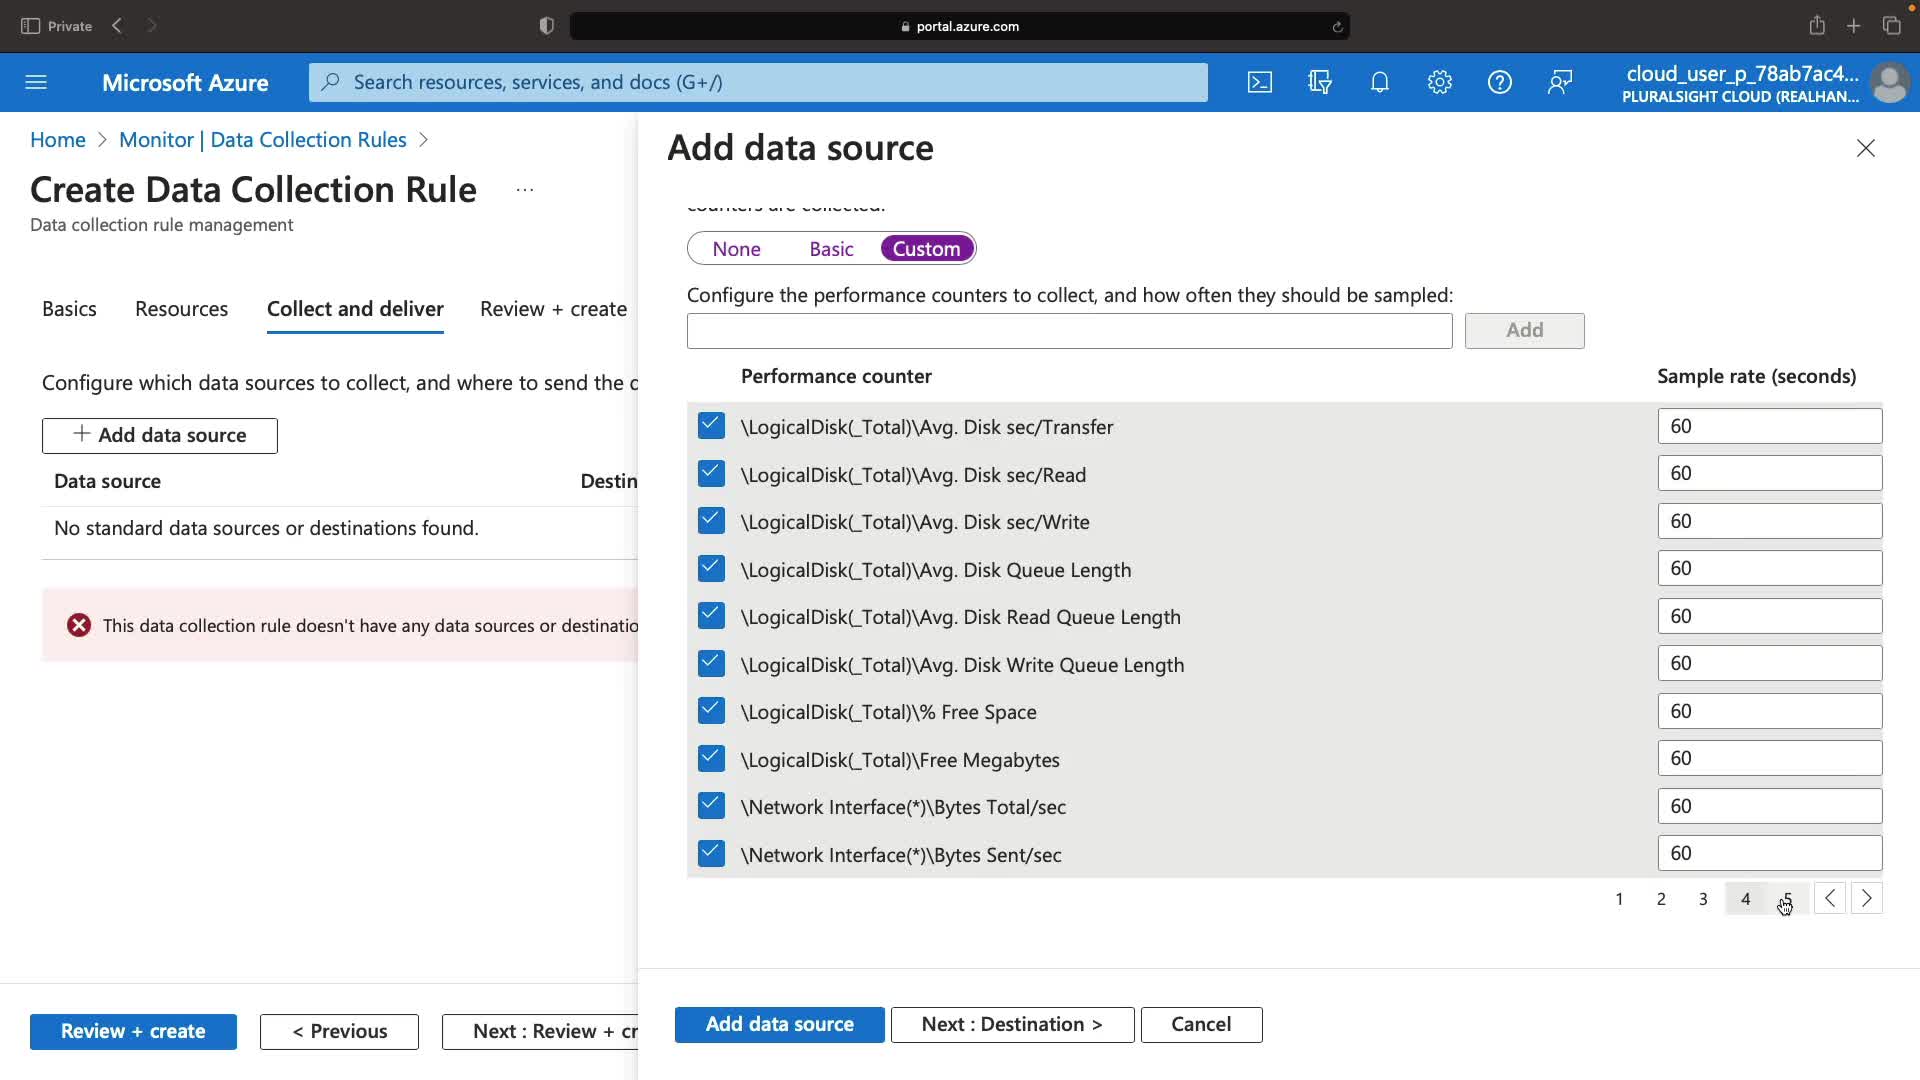 Private
portal.azure.com
Microsoft Azure
Search resources, services, and docs (G+/)
cloud_user_p_78ab7ac4...
PLURALSIGHT CLOUD (REALHAN...
Home > Monitor | Data Collection Rules >
Create Data Collection Rule ...
Data collection rule management
Basics
Resources
Collect and deliver
Review + create
Configure which data sources to collect, and where to send the d
+ Add data source
Data source
Destin
No standard data sources or destinations found.
This data collection rule doesn't have any data sources or destinatio
Review + create
< Previous
Next : Review + cr
Add data source
counters are collected.
None
Basic
Custom
Configure the performance counters to collect, and how often they should be sampled:
Add
Performance counter
Sample rate (seconds)
\LogicalDisk(_Total)\Avg. Disk sec/Transfer
60
\LogicalDisk(_Total)\Avg. Disk sec/Read
60
\LogicalDisk(_Total)\Avg. Disk sec/Write
60
\LogicalDisk(_Total)\Avg. Disk Queue Length
60
\LogicalDisk(_Total)\Avg. Disk Read Queue Length
60
\LogicalDisk(_Total)\Avg. Disk Write Queue Length
60
\LogicalDisk(_Total)\% Free Space
60
\LogicalDisk(_Total)\Free Megabytes
60
\Network Interface(*)\Bytes Total/sec
60
\Network Interface(*)\Bytes Sent/sec
60
1 2 3 4 5 < >
Add data source
Next : Destination >
Cancel